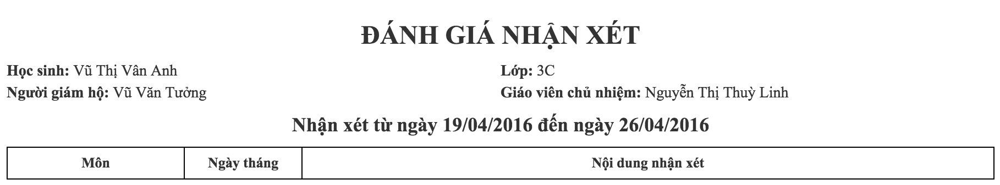 ĐÁNH GIÁ NHẬN XÉT
Học sinh: Vũ Thị Vân Anh
Lớp: 3C
Người giám hộ: Vũ Văn Tưởng
Giáo viên chủ nhiệm: Nguyễn Thị Thuỳ Linh
Nhận xét từ ngày 19/04/2016 đến ngày 26/04/2016
Môn
Ngày tháng
Nội dung nhận xét